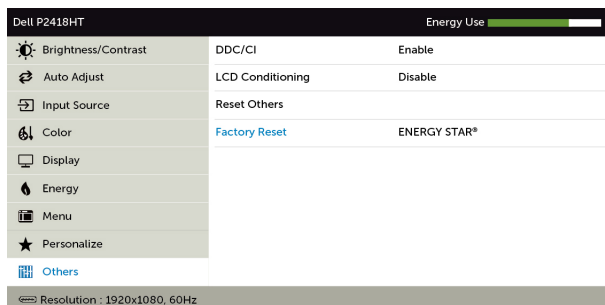 Dell P2418HT Energy Use
Brightness/Contrast DDC/CI Enable
Auto Adjust LCD Conditioning Disable
Input Source Reset Others
Color Factory Reset ENERGY STAR®
Display
Energy
Menu
Personalize
Others
Resolution : 1920x1080, 60Hz